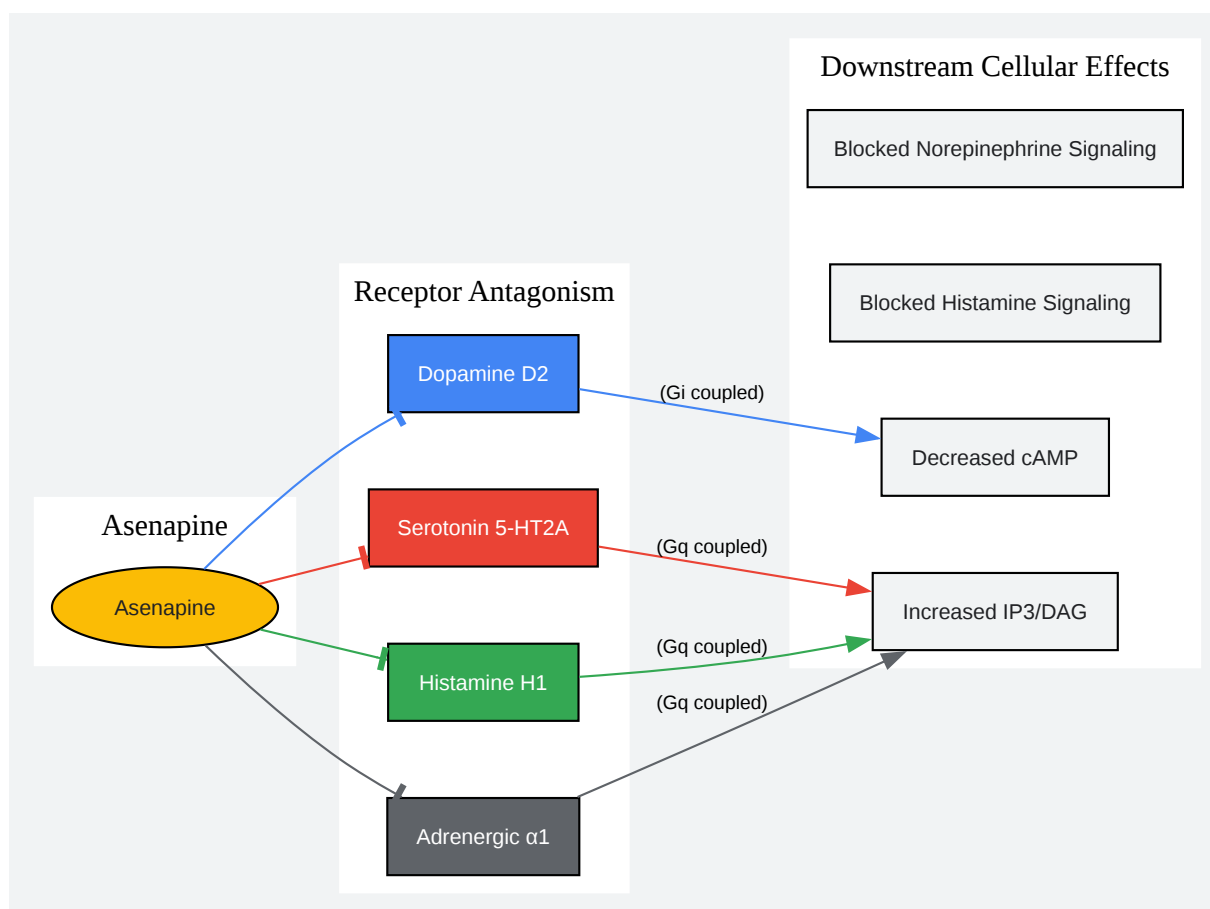 Asenapine
Asenapine
Receptor Antagonism
Dopamine D2
Serotonin 5-HT2A
Histamine H1
Adrenergic α1
(Gi coupled)
(Gq coupled)
(Gq coupled)
(Gq coupled)
Downstream Cellular Effects
Blocked Norepinephrine Signaling
Blocked Histamine Signaling
Decreased cAMP
Increased IP3/DAG